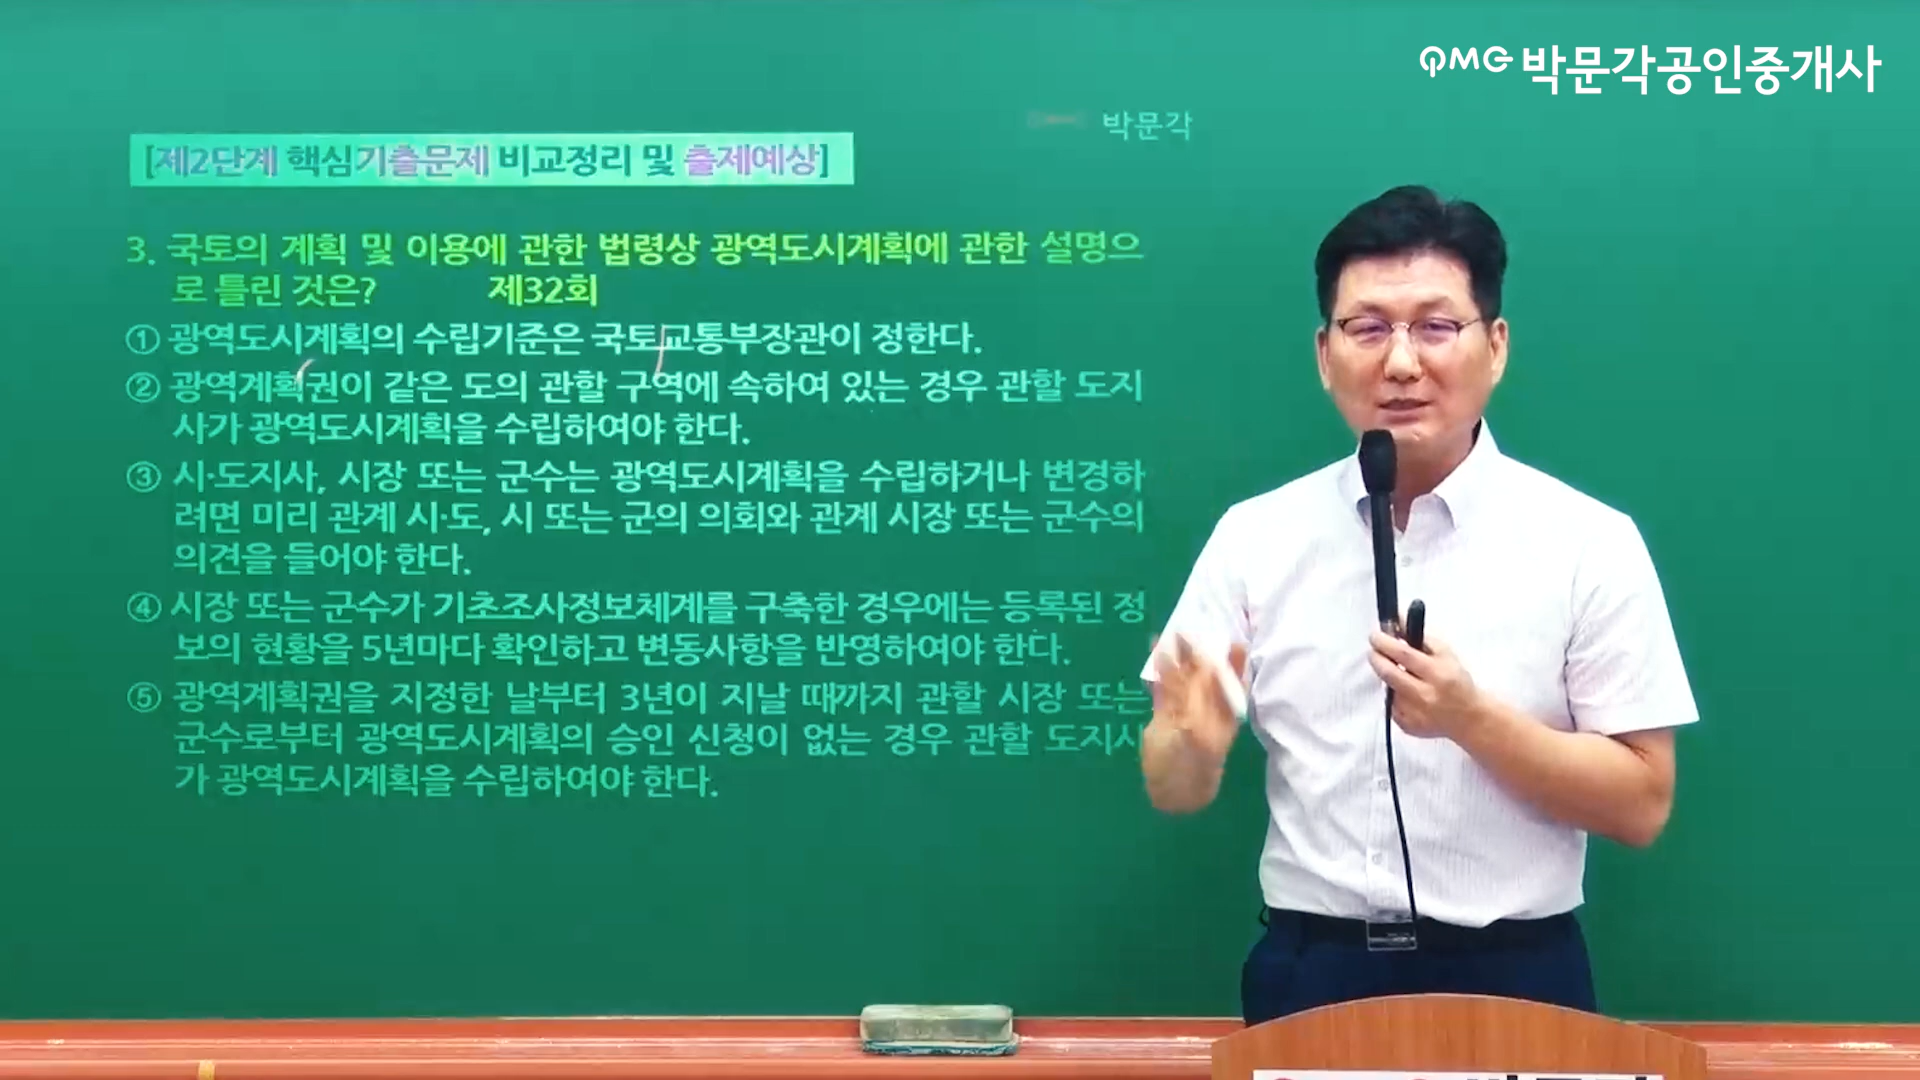 PMG 박문각공인중개사
박문각
[제2단계 핵심기출문제 비교정리 및 출제예상]
3. 국토의 계획 및 이용에 관한 법령상 광역도시계획에 관한 설명으
로 틀린 것은? 제32회
① 광역도시계획의 수립기준은 국토교통부장관이 정한다.
② 광역계획권이 같은 도의 관할 구역에 속하여 있는 경우 관할 도지
사가 광역도시계획을 수립하여야 한다.
③ 시·도지사, 시장 또는 군수는 광역도시계획을 수립하거나 변경하
려면 미리 관계 시·도, 시 또는 군의 의회와 관계 시장 또는 군수의
의견을 들어야 한다.
④ 시장 또는 군수가 기초조사정보체계를 구축한 경우에는 등록된 정
보의 현황을 5년마다 확인하고 변동사항을 반영하여야 한다.
⑤ 광역계획권을 지정한 날부터 3년이 지날 때까지 관할 시장 또는
군수로부터 광역도시계획의 승인 신청이 없는 경우 관할 도지사
가 광역도시계획을 수립하여야 한다.